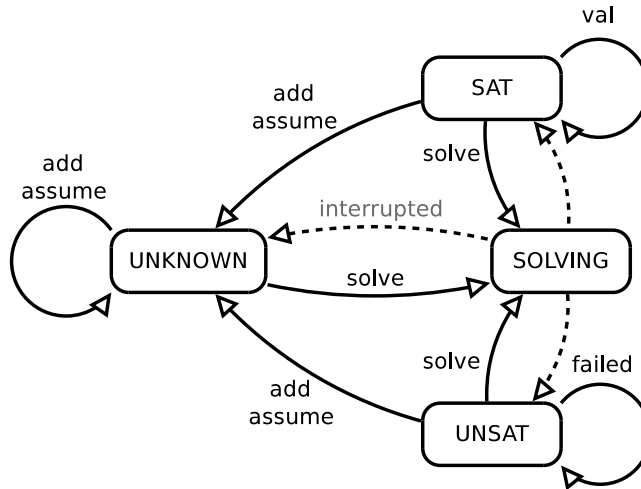 val
SAT
add
assume
solve
add
assume
interrupted
UNKNOWN
SOLVING
solve
solve
failed
add
assume
UNSAT